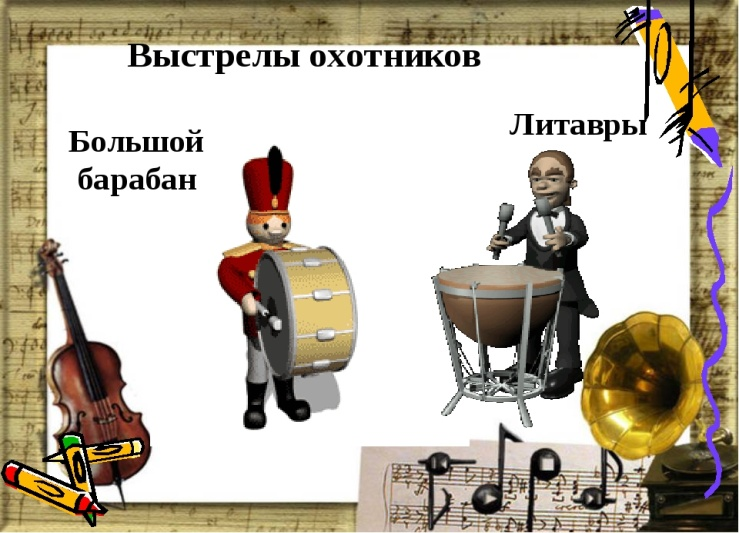 Выстрелы охотников
Литавры
Большой
барабан